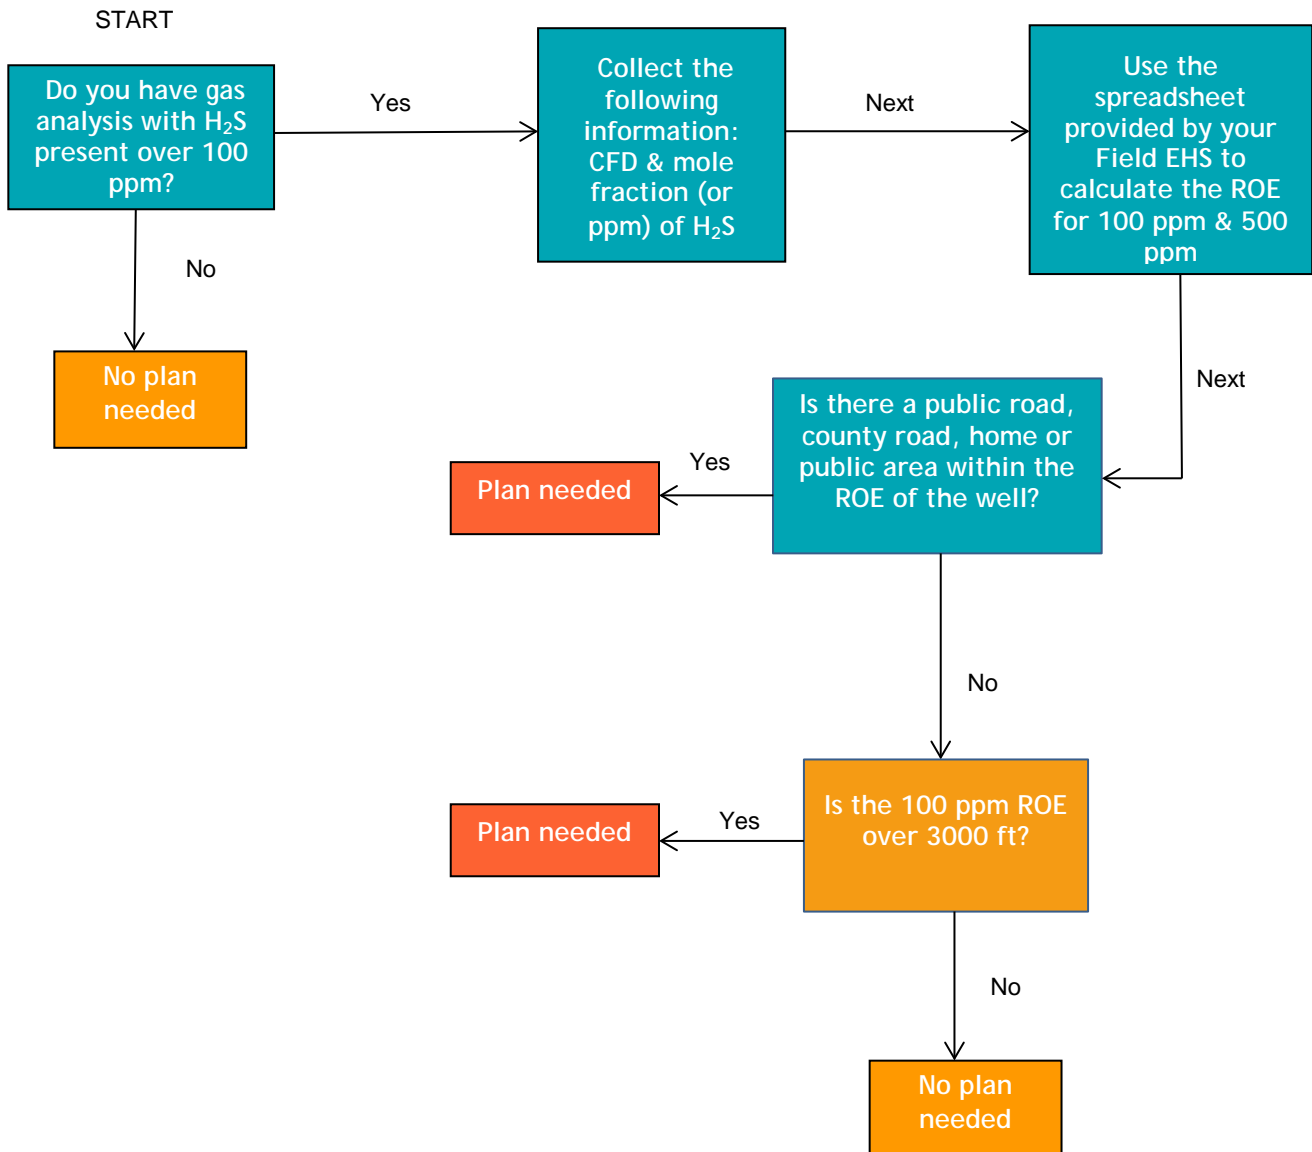 START
Do you have gas
analysis with H₂S
present over 100
ppm?
Yes
Collect the
following
information:
CFD & mole
fraction (or
ppm) of H₂S
Next
Use the
spreadsheet
provided by your
Field EHS to
calculate the ROE
for 100 ppm & 500
ppm
No
No plan
needed
Next
Is there a public road,
county road, home or
public area within the
ROE of the well?
Yes
Plan needed
No
Is the 100 ppm ROE
over 3000 ft?
Yes
Plan needed
No
No plan
needed